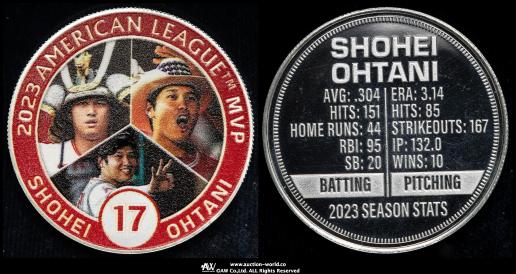 2023 AMERICAN LEAGUE™ MVP
SHOHEI
17
OHTANI
SHOHEI
OHTANI
AVG: .304
HITS: 151
HOME RUNS: 44
RBI: 95
SB: 20
BATTING
ERA: 3.14
HITS: 85
STRIKEOUTS: 167
IP: 132.0
WINS: 10
PITCHING
2023 SEASON STATS
AW www.auction-world.co
©AW Co,Ltd. All Rights Reserved